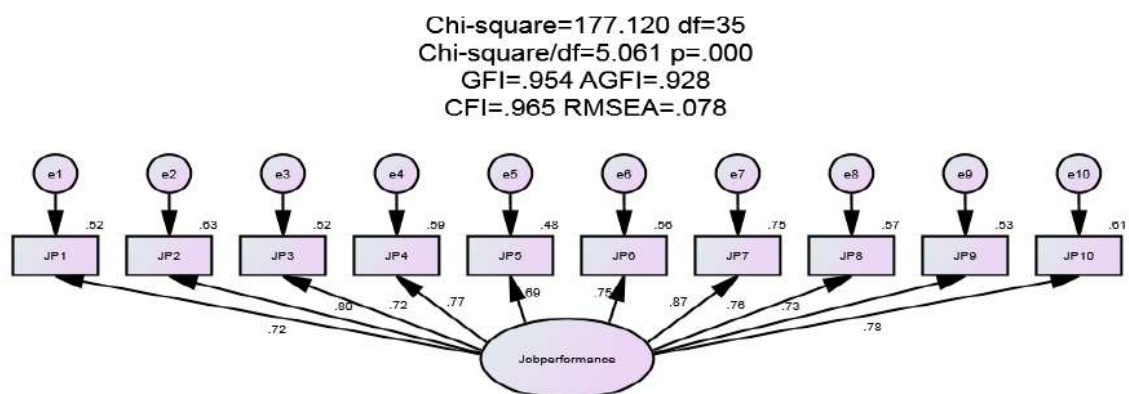 Chi-square=177.120 df=35
Chi-square/df=5.061 p=.000
GFI=.954 AGFI=.928
CFI=.965 RMSEA=.078
e1 e2 e3 e4 e5 e6 e7 e8 e9 e10
.52 .63 .52 .59 .48 .56 .75 .57 .53 .61
JP1 JP2 JP3 JP4 JP5 JP6 JP7 JP8 JP9 JP10
.72 .80 .72 .77 .69 .75 .87 .76 .73 .78
Jobperformance